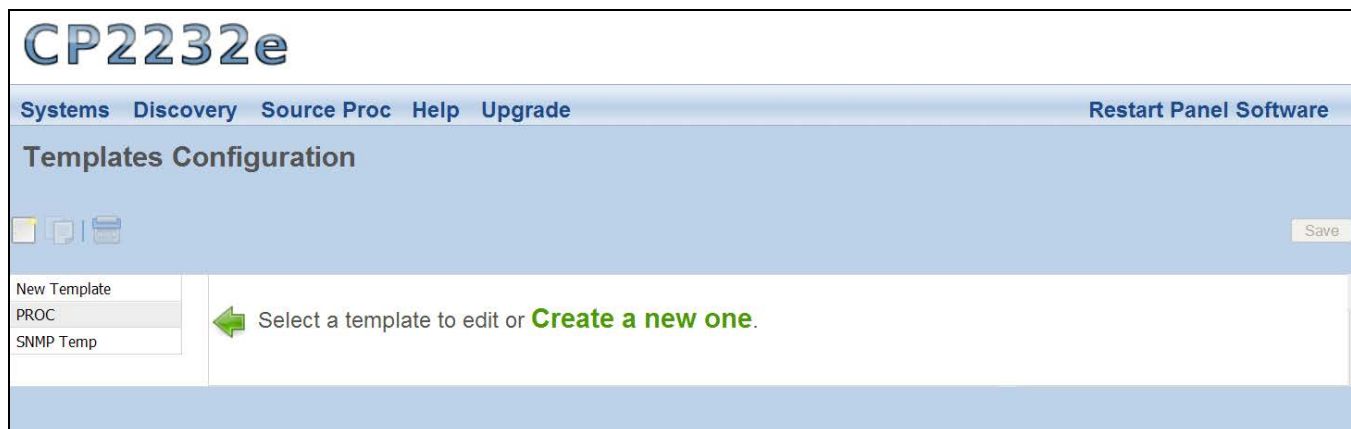 CP2232e
Systems Discovery Source Proc Help Upgrade Restart Panel Software
Templates Configuration
Save
New Template
PROC
SNMP Temp
Select a template to edit or Create a new one.